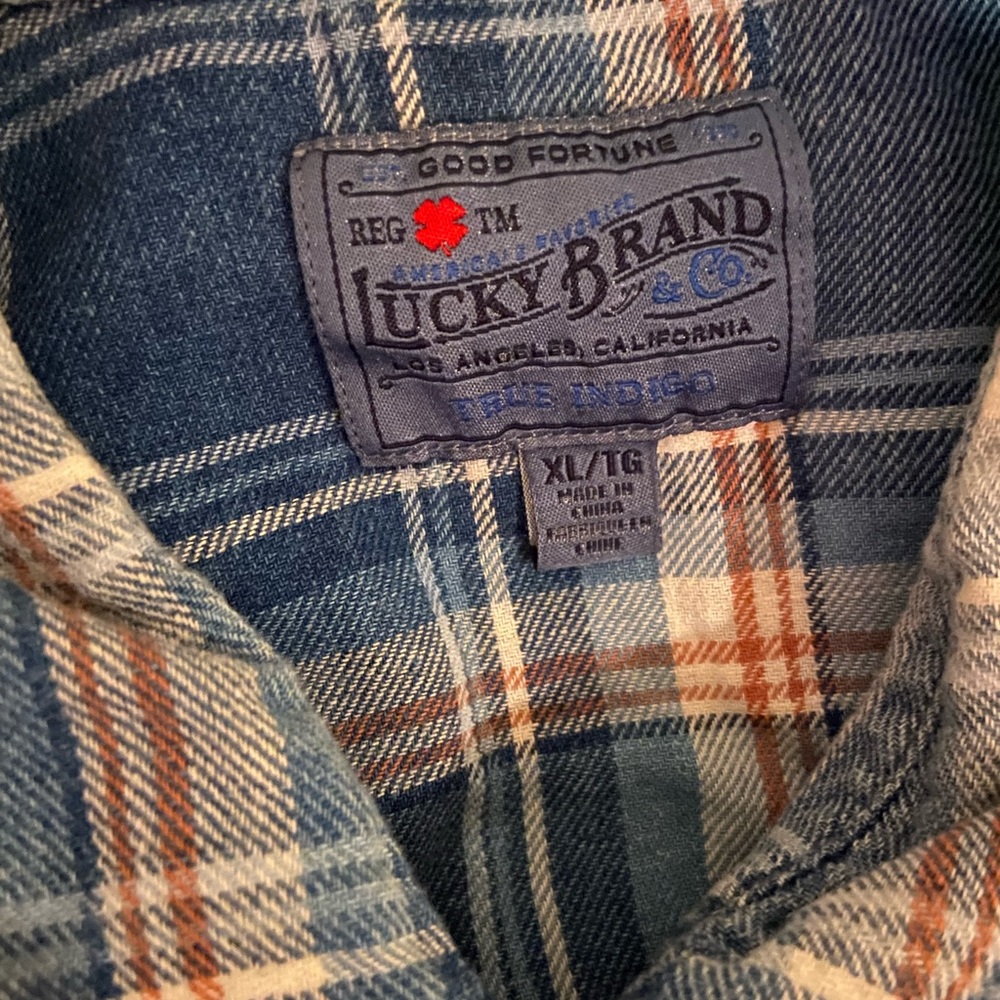 GOOD FORTUNE
REG TM
AMERICA'S FAVORITE
LUCKY BRAND
& Co.
LOS ANGELES, CALIFORNIA
TRUE INDIGO
XL/TG
MADE IN
CHINA
CHINE